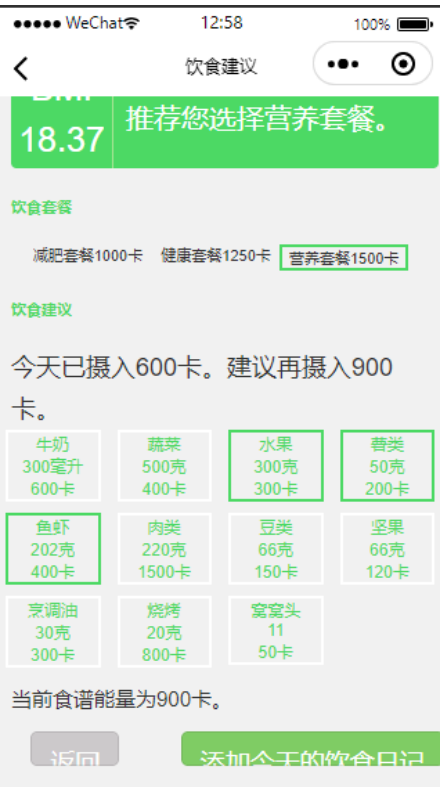 WeChat 12:58 100%
饮食建议
BMI
18.37
推荐您选择营养套餐。
饮食套餐
减肥套餐1000卡 健康套餐1250卡 营养套餐1500卡
饮食建议
今天已摄入600卡。建议再摄入900
卡。
牛奶
300毫升
600卡
蔬菜
500克
400卡
水果
300克
300卡
薯类
50克
200卡
鱼虾
202克
400卡
肉类
220克
1500卡
豆类
66克
150卡
坚果
66克
120卡
烹调油
30克
300卡
烧烤
20克
800卡
窝窝头
11
50卡
当前食谱能量为900卡。
返回 添加今天的饮食日记